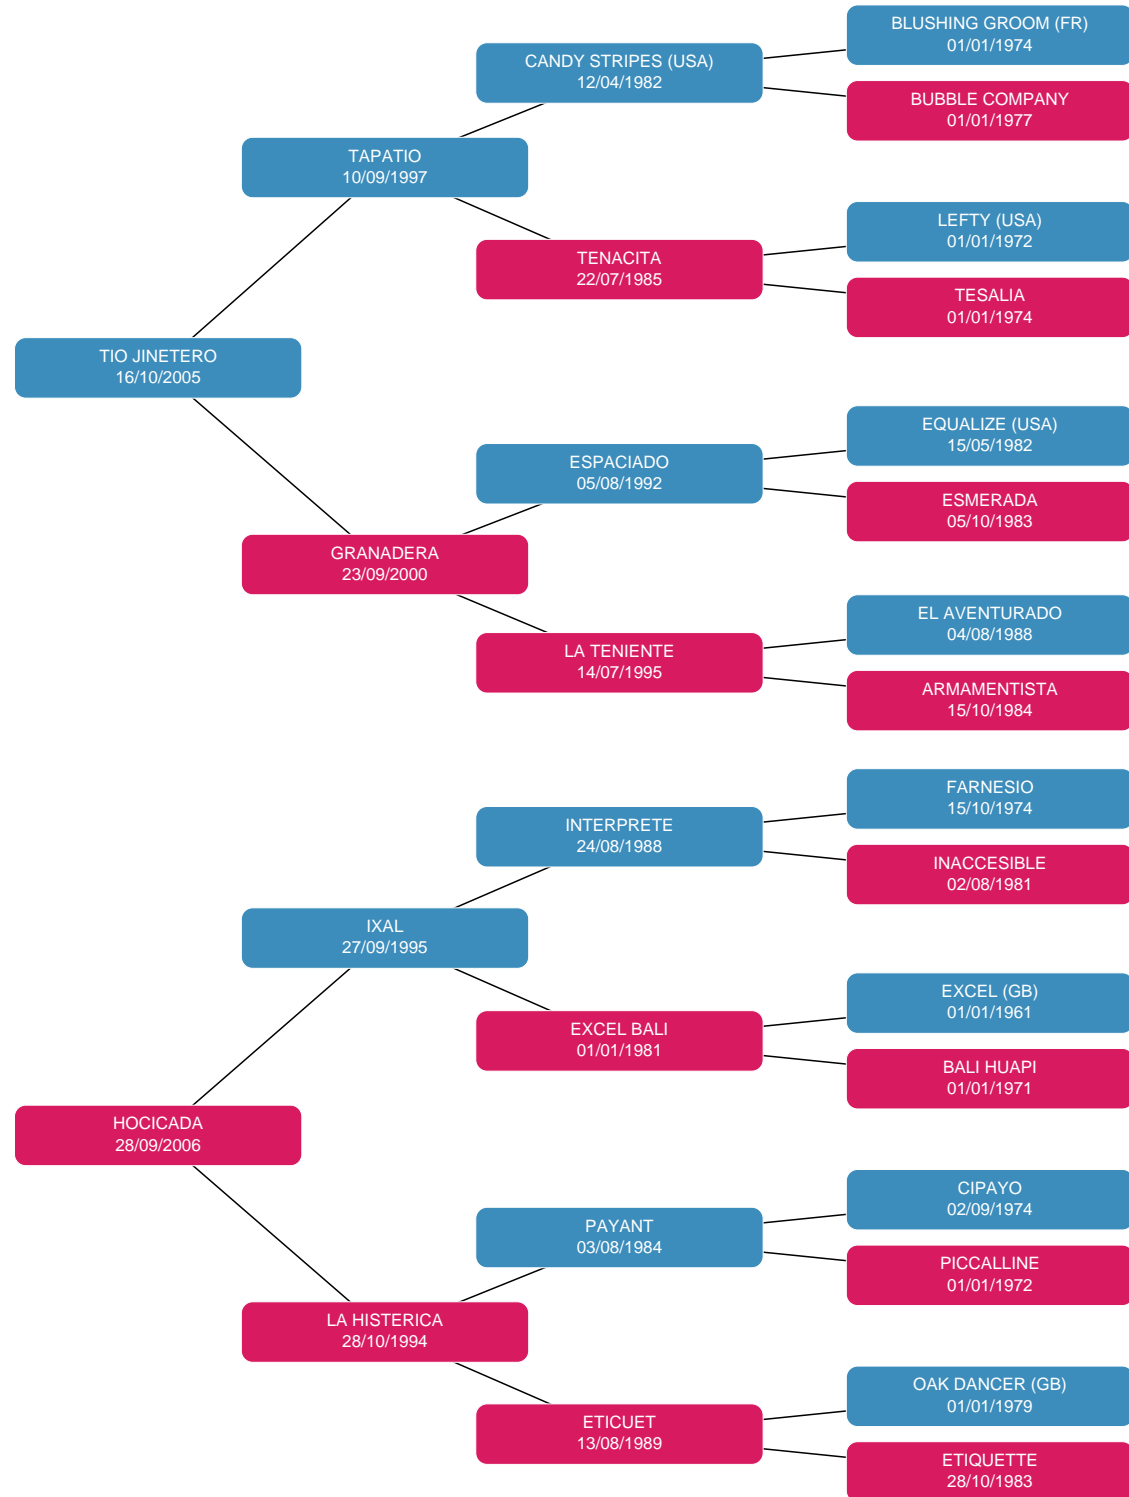 BLUSHING GROOM (FR)
01/01/1974
CANDY STRIPES (USA)
12/04/1982
BUBBLE COMPANY
01/01/1977
TAPATIO
10/09/1997
LEFTY (USA)
01/01/1972
TENACITA
22/07/1985
TESALIA
01/01/1974
TIO JINETERO
16/10/2005
EQUALIZE (USA)
15/05/1982
ESPACIADO
05/08/1992
ESMERADA
05/10/1983
GRANADERA
23/09/2000
EL AVENTURADO
04/08/1988
LA TENIENTE
14/07/1995
ARMAMENTISTA
15/10/1984
FARNESIO
15/10/1974
INTERPRETE
24/08/1988
INACCESIBLE
02/08/1981
IXAL
27/09/1995
EXCEL (GB)
01/01/1961
EXCEL BALI
01/01/1981
BALI HUAPI
01/01/1971
HOCICADA
28/09/2006
CIPAYO
02/09/1974
PAYANT
03/08/1984
PICCALLINE
01/01/1972
LA HISTERICA
28/10/1994
OAK DANCER (GB)
01/01/1979
ETICUET
13/08/1989
ETIQUETTE
28/10/1983